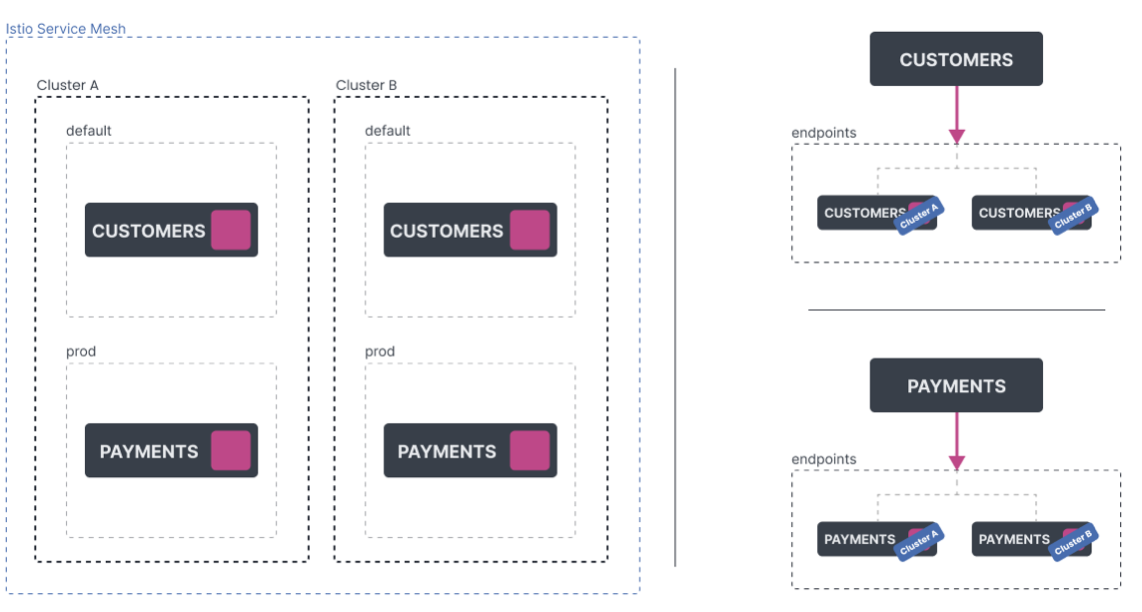 Istio Service Mesh
Cluster A
Cluster B
default
default
CUSTOMERS
CUSTOMERS
prod
prod
PAYMENTS
PAYMENTS
CUSTOMERS
endpoints
CUSTOMERS
Cluster A
CUSTOMERS
Cluster B
PAYMENTS
endpoints
PAYMENTS
Cluster A
PAYMENTS
Cluster B